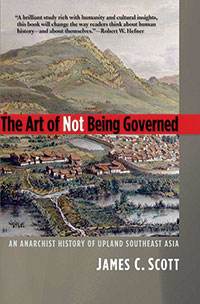 "A brilliant study rich with humanity and cultural insights,
this book will change the way readers think about human
history—and about themselves."—Robert W. Hefner
The Art of Not Being Governed
AN ANARCHIST HISTORY OF UPLAND SOUTHEAST ASIA
JAMES C. SCOTT